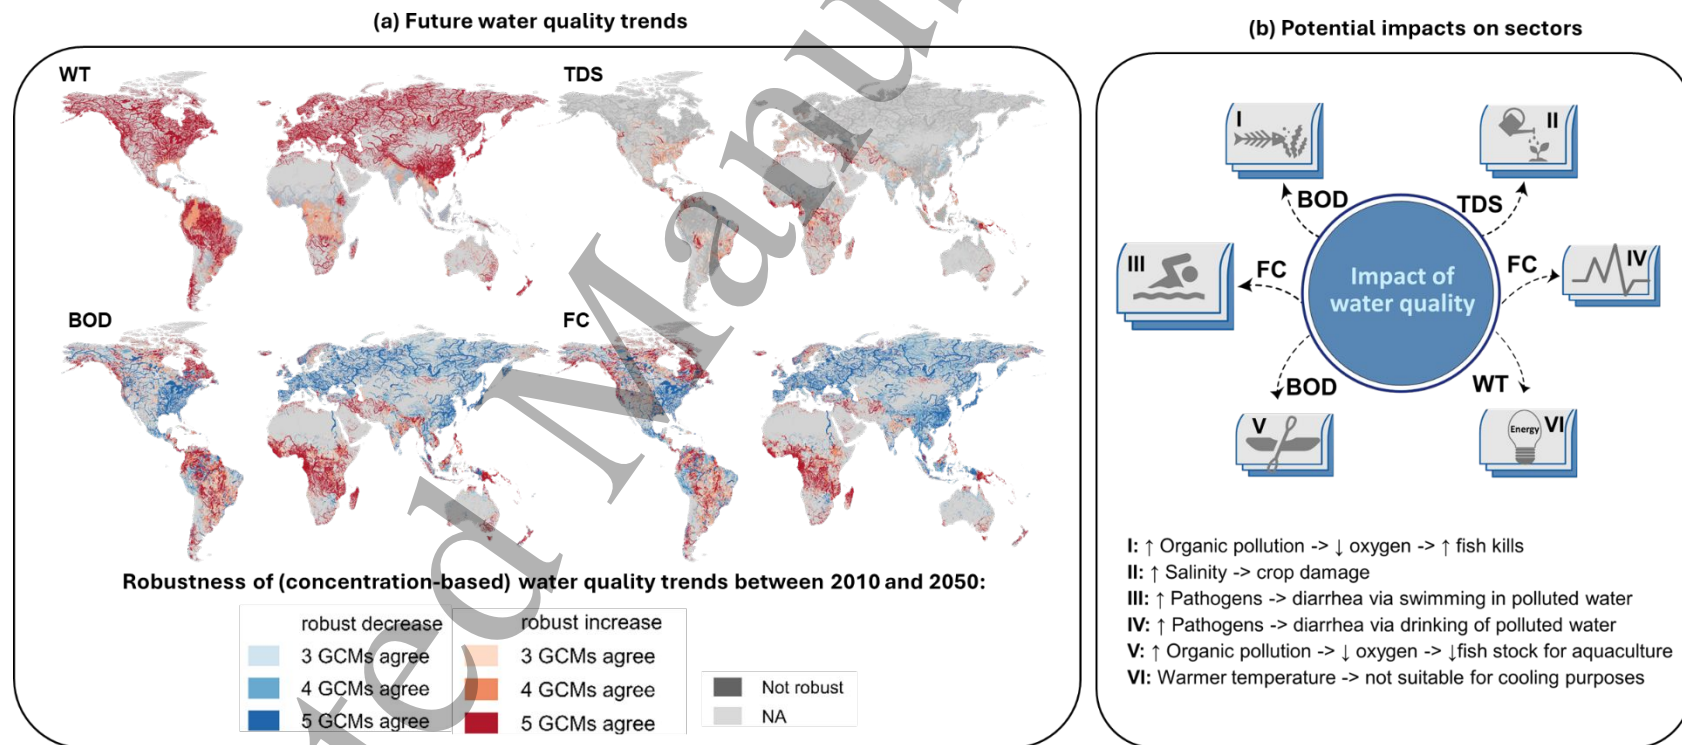 (a) Future water quality trends
WT
TDS
BOD
FC
Robustness of (concentration-based) water quality trends between 2010 and 2050:
robust decrease
3 GCMs agree
4 GCMs agree
5 GCMs agree
robust increase
3 GCMs agree
4 GCMs agree
5 GCMs agree
Not robust
NA
(b) Potential impacts on sectors
I
II
BOD
TDS
III
FC
Impact of
water quality
FC
IV
BOD
WT
V
Energy
VI
I: ↑ Organic pollution -> ↓ oxygen -> ↑ fish kills
II: ↑ Salinity -> crop damage
III: ↑ Pathogens -> diarrhea via swimming in polluted water
IV: ↑ Pathogens -> diarrhea via drinking of polluted water
V: ↑ Organic pollution -> ↓ oxygen -> ↓fish stock for aquaculture
VI: Warmer temperature -> not suitable for cooling purposes
ted Manu